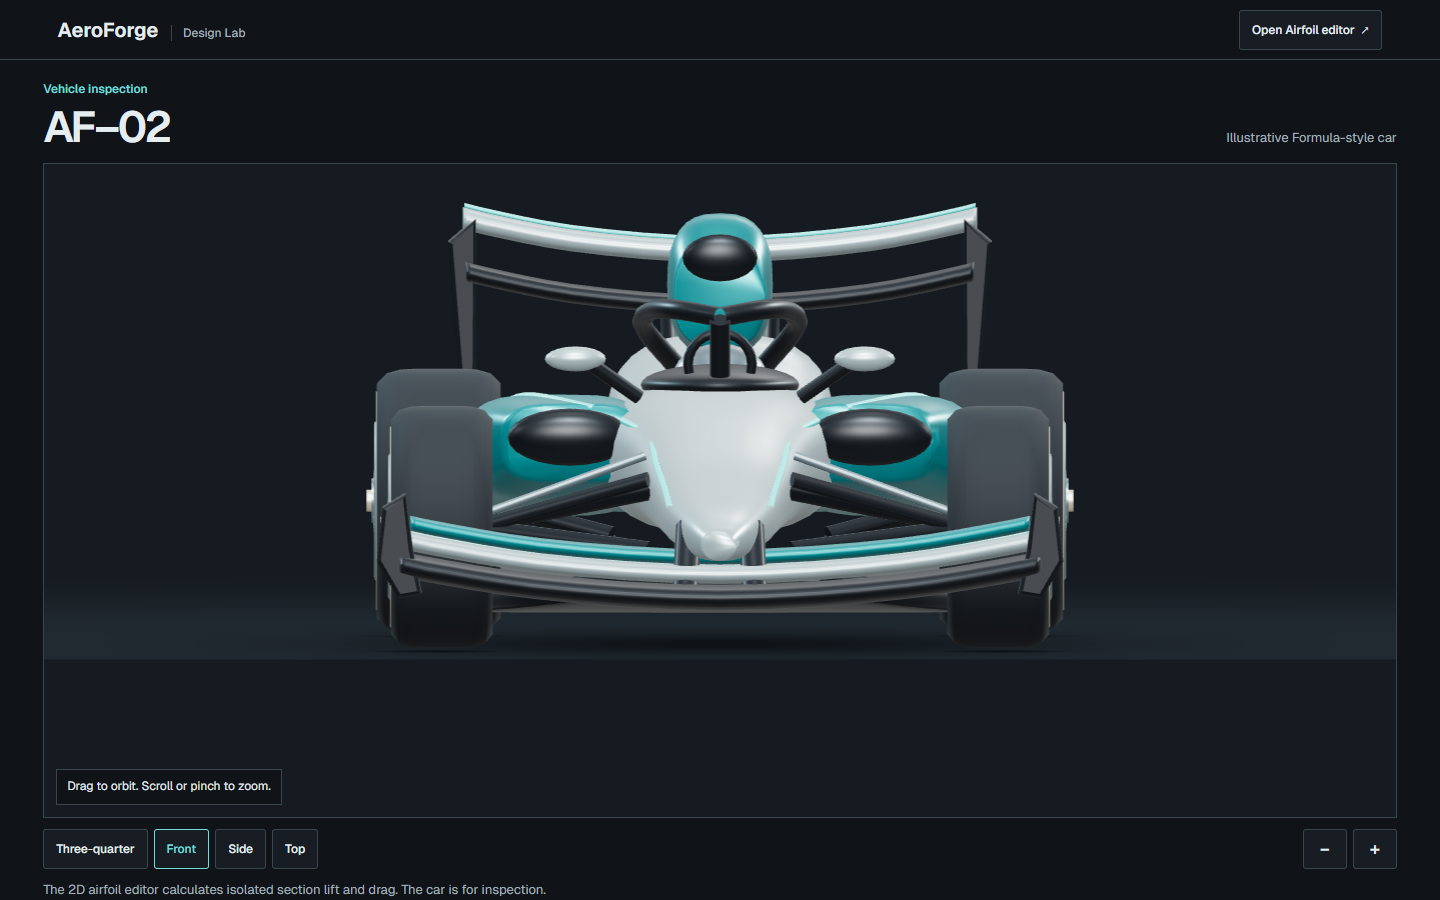 AeroForge
Design Lab
Open Airfoil editor ↗
Vehicle inspection
AF–02
Illustrative Formula-style car
Drag to orbit. Scroll or pinch to zoom.
Three-quarter
Front
Side
Top
−
+
The 2D airfoil editor calculates isolated section lift and drag. The car is for inspection.